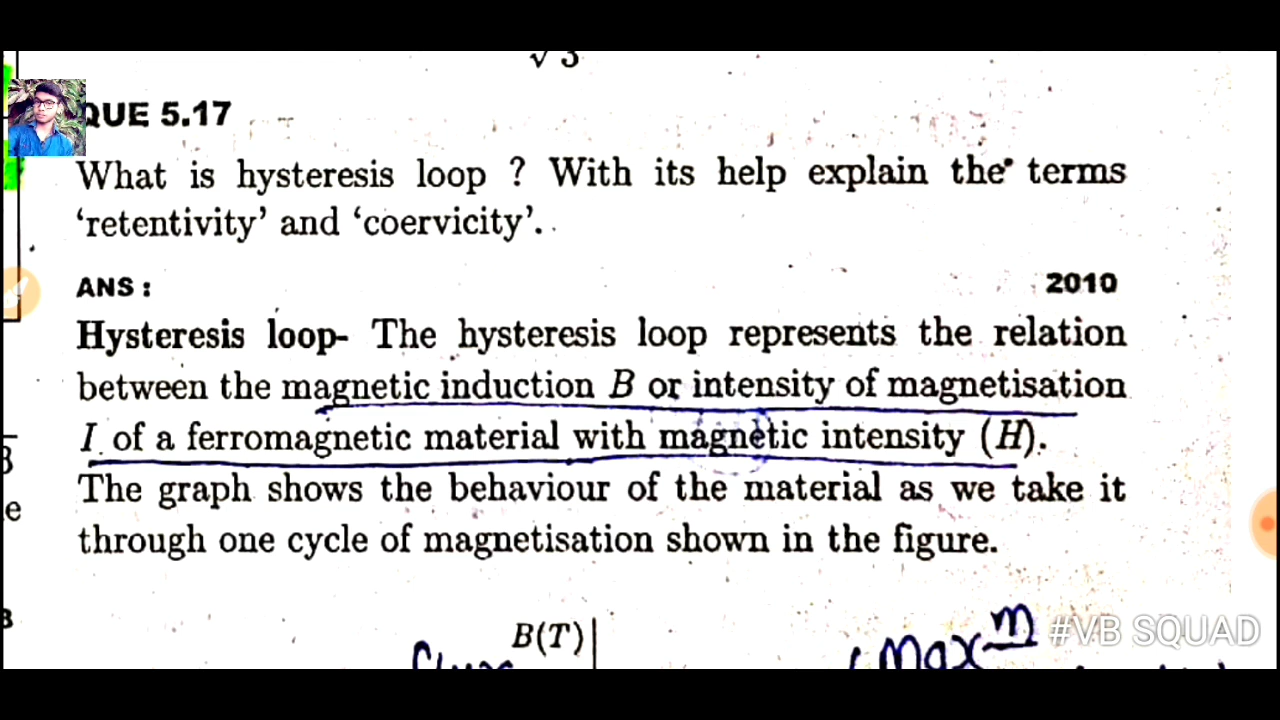 √3
QUE 5.17
What is hysteresis loop ? With its help explain the terms
‘retentivity’ and ‘coervicity’.
ANS : 2010
Hysteresis loop- The hysteresis loop represents the relation
between the magnetic induction B or intensity of magnetisation
I of a ferromagnetic material with magnetic intensity (H).
The graph shows the behaviour of the material as we take it
through one cycle of magnetisation shown in the figure.
B(T)
(Max m
#VB SQUAD